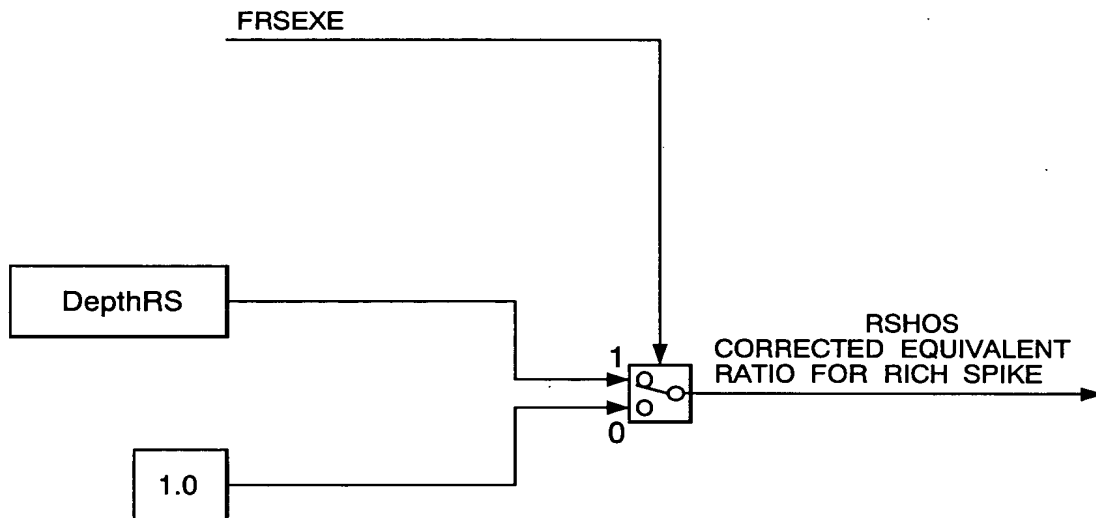 FRSEXE
DepthRS
RSHOS
CORRECTED EQUIVALENT
RATIO FOR RICH SPIKE
1
0
1.0